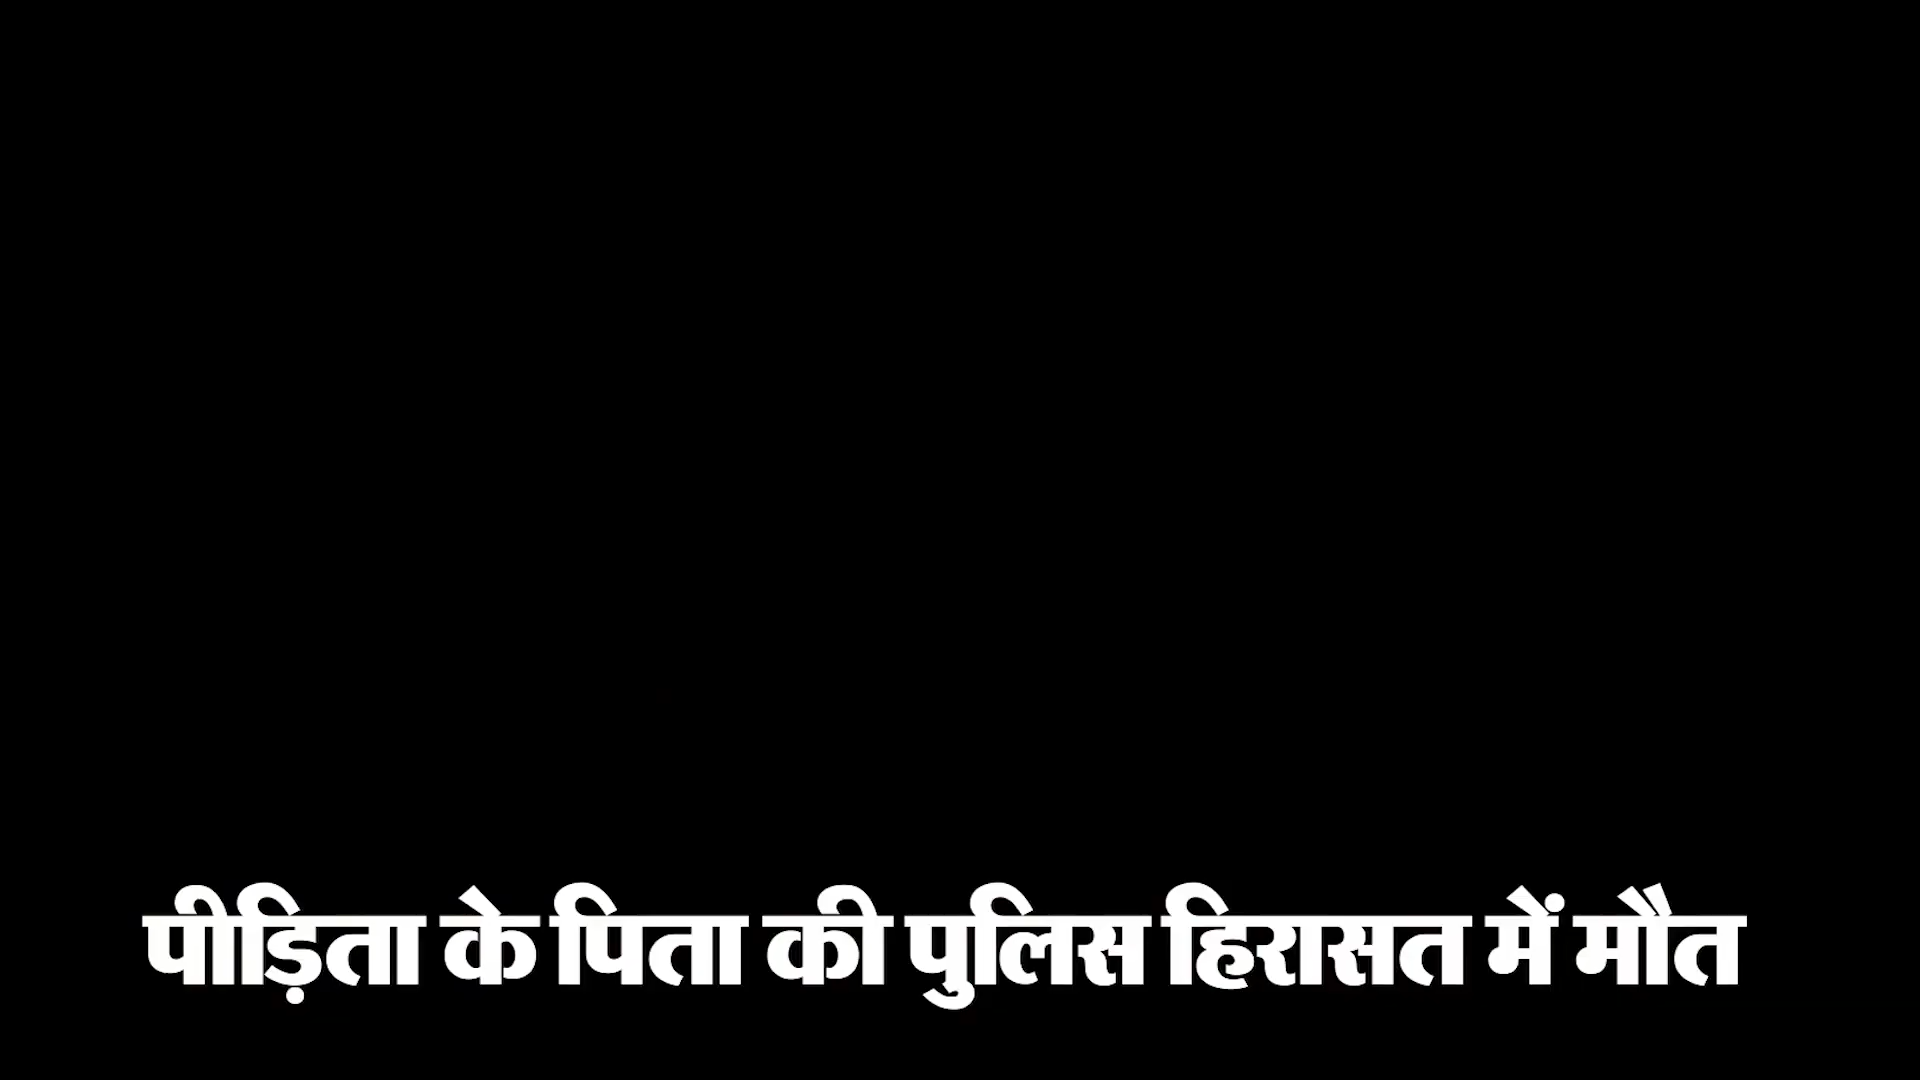 पीड़िता के पिता की पुलिस हिरासत में मौत